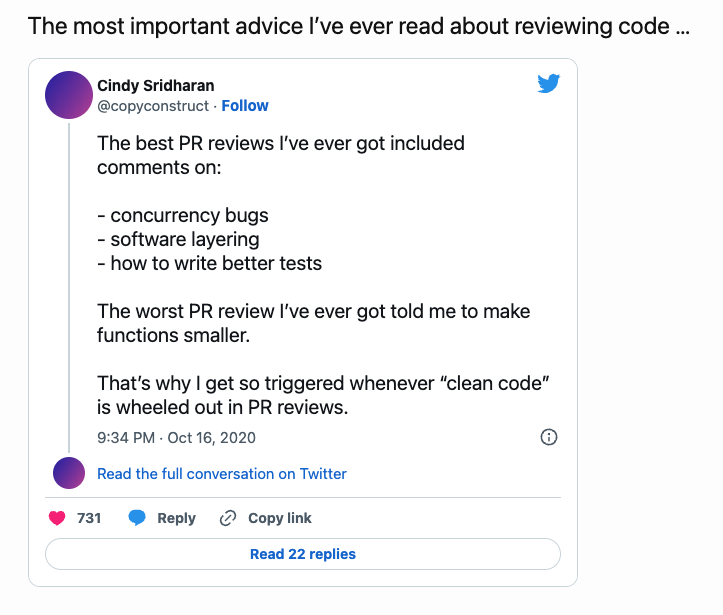 The most important advice I’ve ever read about reviewing code ...
Cindy Sridharan
@copyconstruct · Follow
The best PR reviews I’ve ever got included
comments on:
- concurrency bugs
- software layering
- how to write better tests
The worst PR review I’ve ever got told me to make
functions smaller.
That’s why I get so triggered whenever “clean code”
is wheeled out in PR reviews.
9:34 PM · Oct 16, 2020
Read the full conversation on Twitter
731 Reply Copy link
Read 22 replies